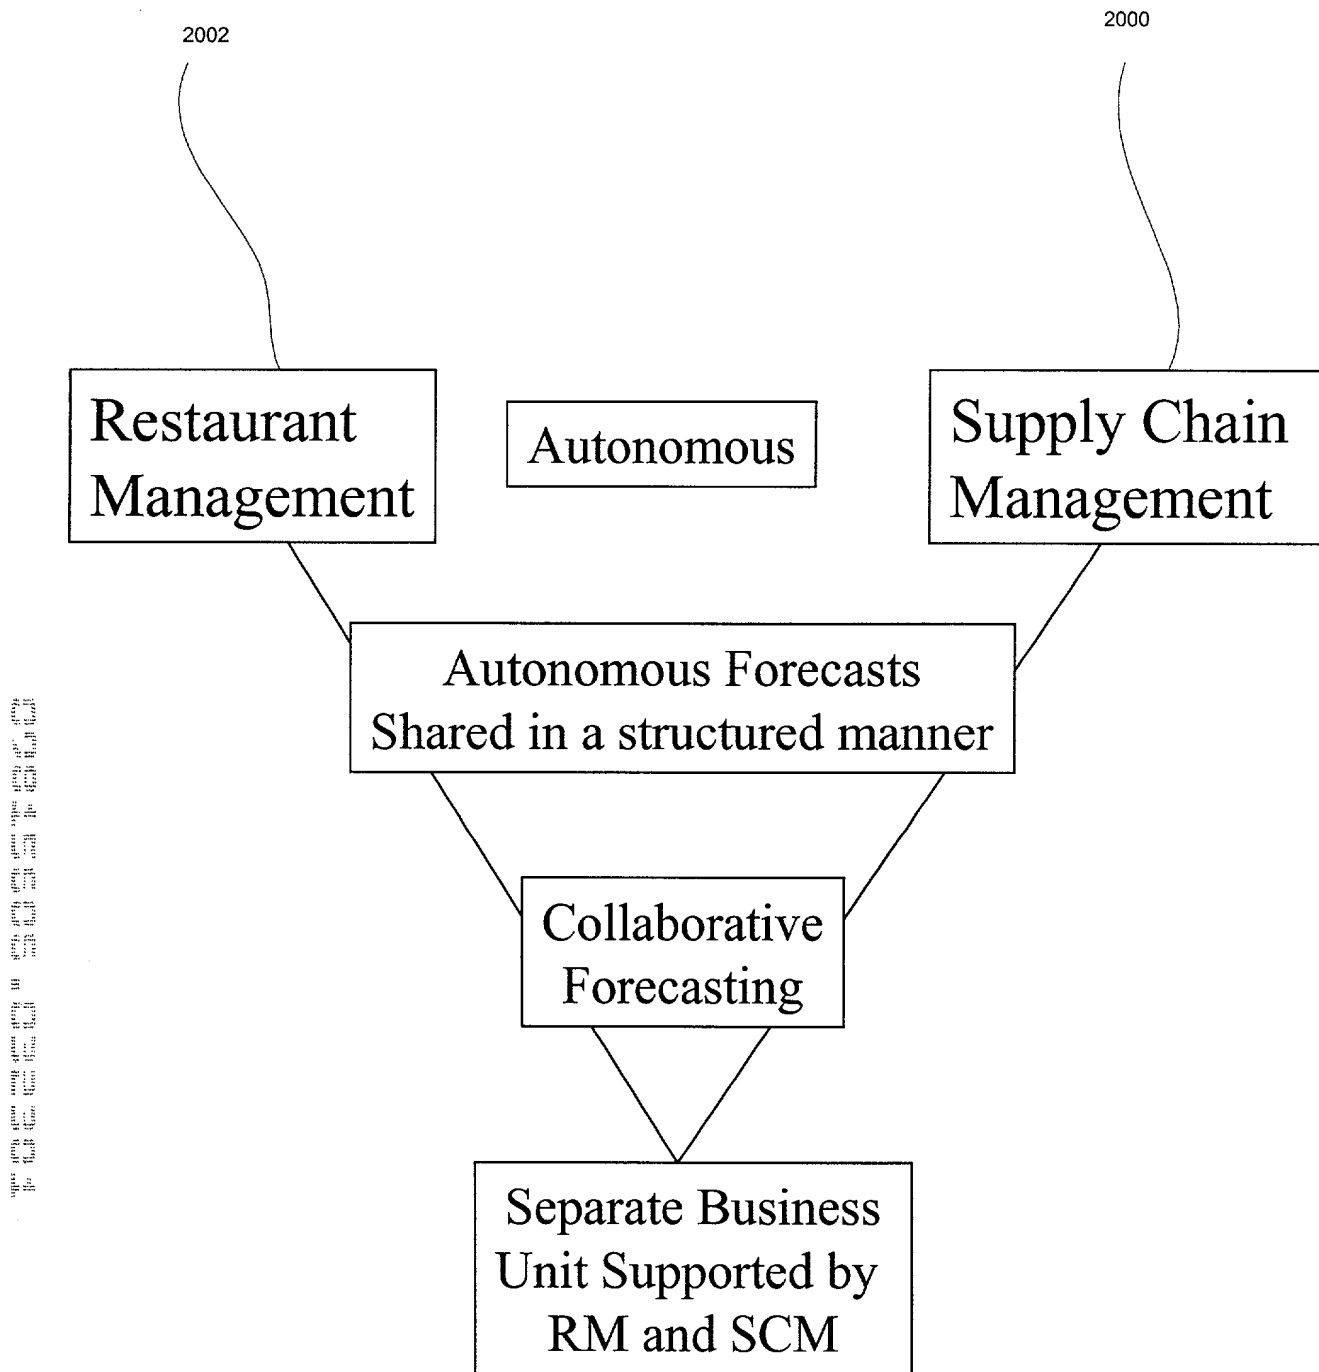 2002
2000
Restaurant
Management
Autonomous
Supply Chain
Management
Autonomous Forecasts
Shared in a structured manner
Collaborative
Forecasting
Separate Business
Unit Supported by
RM and SCM